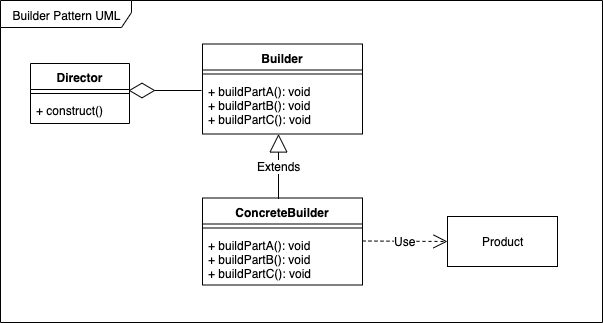 Builder Pattern UML
Builder
+ buildPartA(): void
+ buildPartB(): void
+ buildPartC(): void
Director
+ construct()
Extends
ConcreteBuilder
+ buildPartA(): void
+ buildPartB(): void
+ buildPartC(): void
Use
Product